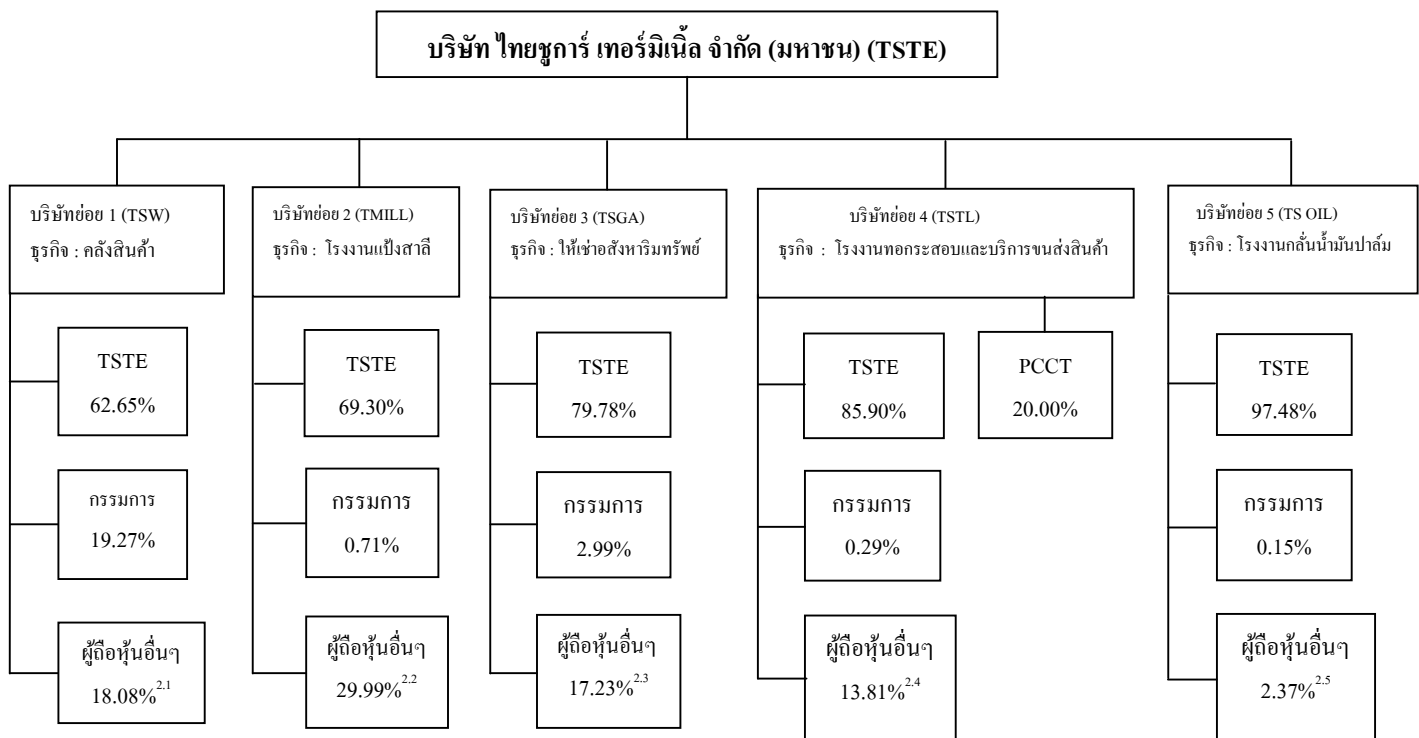 บริษัท ไทยชูการ์ เทอร์มิเนิ้ล จำกัด (มหาชน) (TSTE)
บริษัทย่อย 1 (TSW)
ธุรกิจ : คลังสินค้า
บริษัทย่อย 2 (TMILL)
ธุรกิจ : โรงงานแป้งสาลี
บริษัทย่อย 3 (TSGA)
ธุรกิจ : ให้เช่าอสังหาริมทรัพย์
บริษัทย่อย 4 (TSTL)
ธุรกิจ : โรงงานทอกระสอบและบริการขนส่งสินค้า
บริษัทย่อย 5 (TS OIL)
ธุรกิจ : โรงงานกลั่นน้ำมันปาล์ม
TSTE
62.65%
TSTE
69.30%
TSTE
79.78%
TSTE
85.90%
PCCT
20.00%
TSTE
97.48%
กรรมการ
19.27%
กรรมการ
0.71%
กรรมการ
2.99%
กรรมการ
0.29%
กรรมการ
0.15%
ผู้ถือหุ้นอื่นๆ
18.08%2.1
ผู้ถือหุ้นอื่นๆ
29.99%2.2
ผู้ถือหุ้นอื่นๆ
17.23%2.3
ผู้ถือหุ้นอื่นๆ
13.81%2.4
ผู้ถือหุ้นอื่นๆ
2.37%2.5